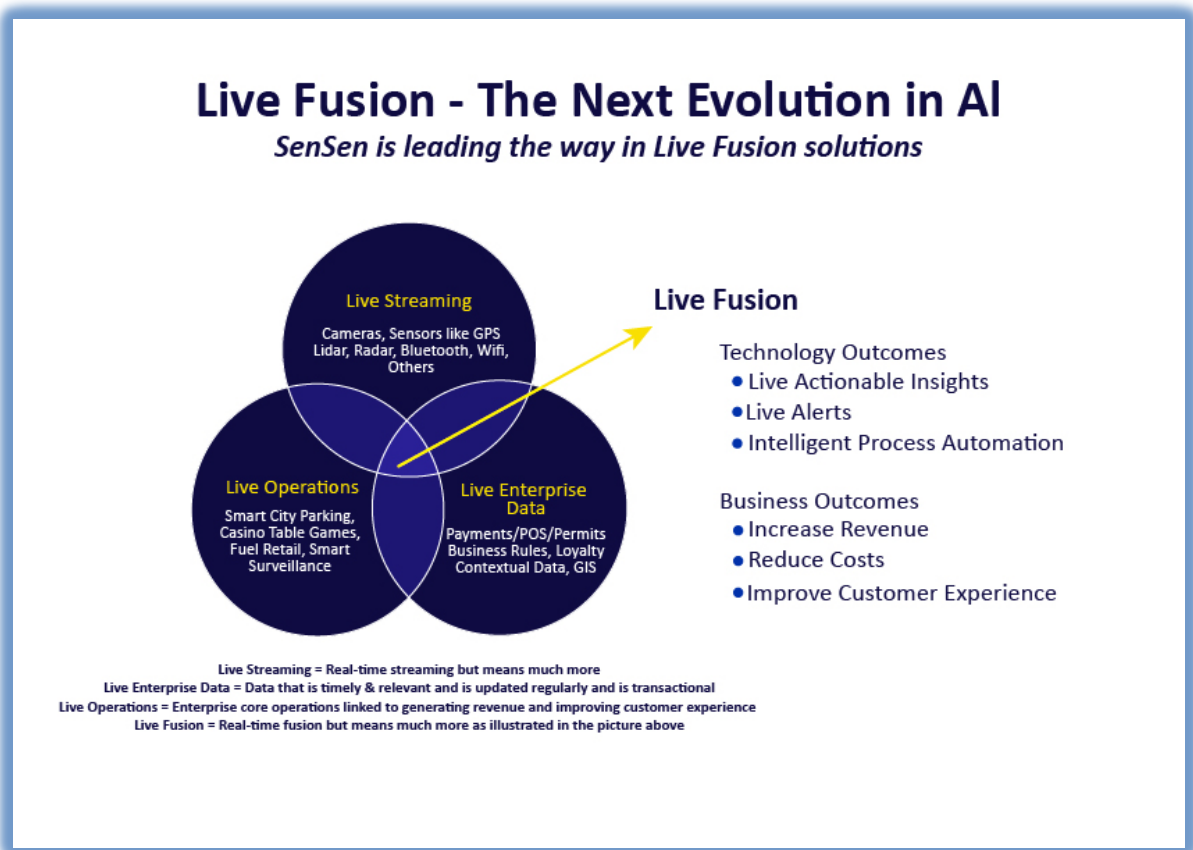 Live Fusion - The Next Evolution in AI
SenSen is leading the way in Live Fusion solutions
Live Streaming
Cameras, Sensors like GPS
Lidar, Radar, Bluetooth, Wifi,
Others
Live Operations
Smart City Parking,
Casino Table Games,
Fuel Retail, Smart
Surveillance
Live Enterprise
Data
Payments/POS/Permits
Business Rules, Loyalty
Contextual Data, GIS
Live Fusion
Technology Outcomes
● Live Actionable Insights
● Live Alerts
● Intelligent Process Automation
Business Outcomes
● Increase Revenue
● Reduce Costs
● Improve Customer Experience
Live Streaming = Real-time streaming but means much more
Live Enterprise Data = Data that is timely & relevant and is updated regularly and is transactional
Live Operations = Enterprise core operations linked to generating revenue and improving customer experience
Live Fusion = Real-time fusion but means much more as illustrated in the picture above